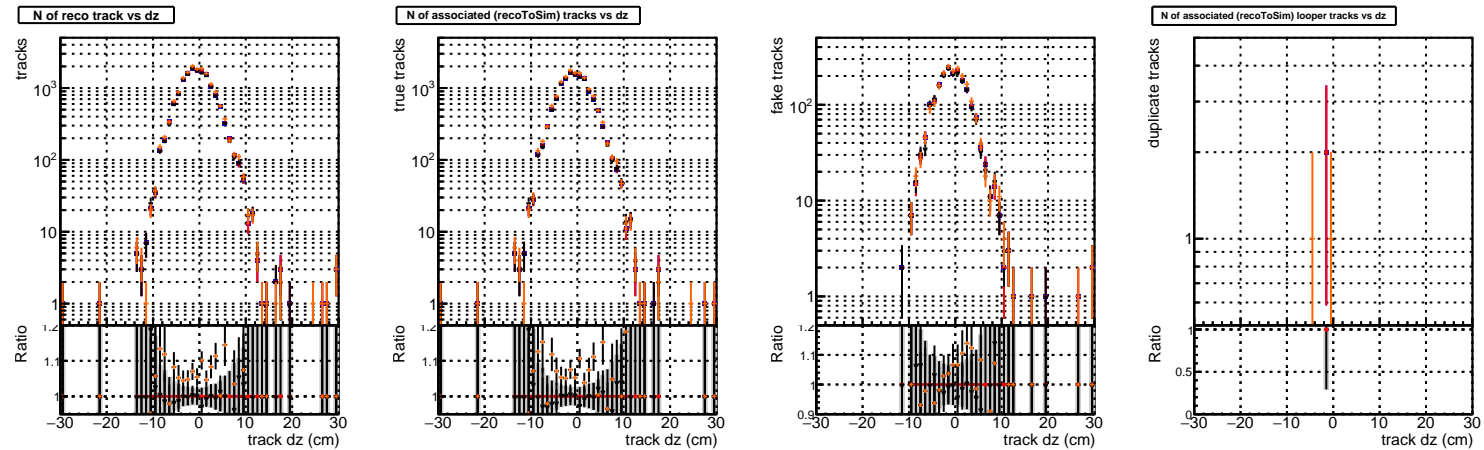 N of reco track vs dz
tracks
10³
10²
10
1
Ratio
1.2
1.1
1
−30 −20 −10 0 10 20 30
track dz (cm)
N of associated (recoToSim) tracks vs dz
true tracks
10³
10²
10
1
Ratio
1.2
1.1
1
−30 −20 −10 0 10 20 30
track dz (cm)
fake tracks
10²
10
1
Ratio
1.2
1.1
1
0.9
−30 −20 −10 0 10 20 30
track dz (cm)
N of associated (recoToSim) looper tracks vs dz
duplicate tracks
1
Ratio
1
0.5
0
−30 −20 −10 0 10 20 30
track dz (cm)